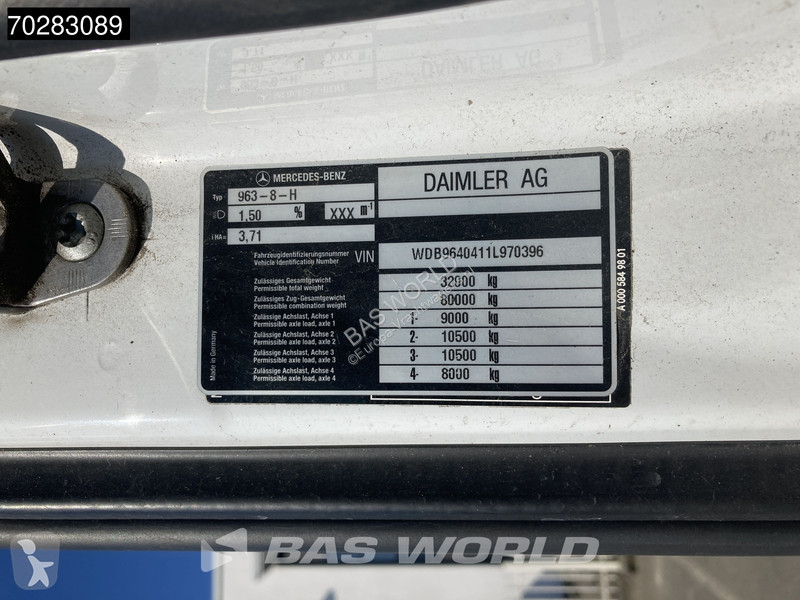 70283089
DAIMLER AG
MERCEDES-BENZ
DAIMLER AG
Typ 963-8-H
1,50 % XXX m-1
i HA= 3,71
Fahrzeugidentifizierungsnummer
Vehicle Identification Number
VIN WDB9640411L970396
Zulässiges Gesamtgewicht
Permissible total weight
32000 kg
Zulässiges Zug-Gesamtgewicht
Permissible combination weight
80000 kg
Zulässige Achslast, Achse 1
Permissible axle load, axle 1
1- 9000 kg
Zulässige Achslast, Achse 2
Permissible axle load, axle 2
2- 10500 kg
Zulässige Achslast, Achse 3
Permissible axle load, axle 3
3- 10500 kg
Zulässige Achslast, Achse 4
Permissible axle load, axle 4
4- 8000 kg
Made in Germany
A 000 584 98 01
BAS WORLD
BAS WORLD